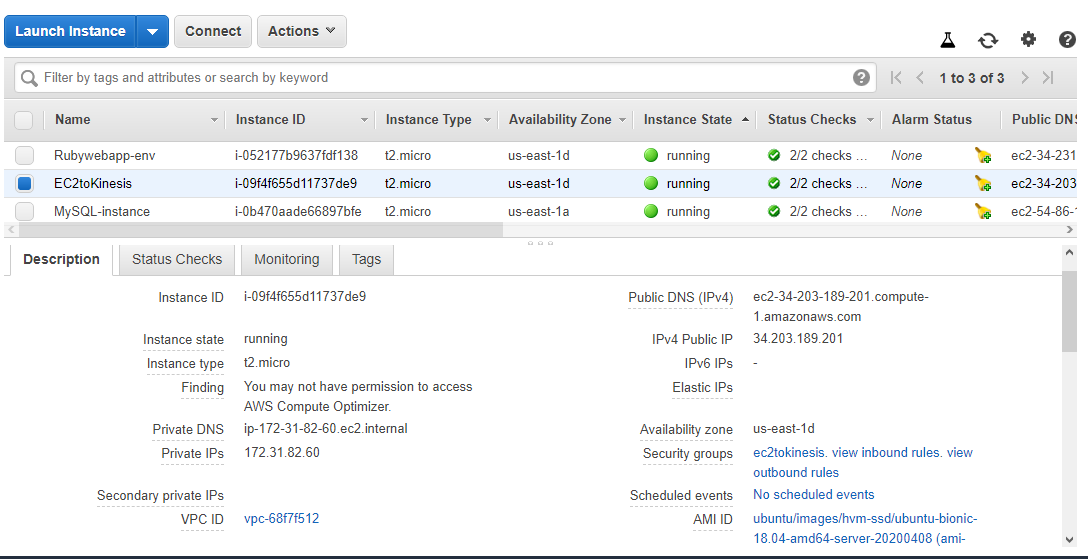 Launch Instance Connect Actions
Filter by tags and attributes or search by keyword ? 1 to 3 of 3
Name Instance ID Instance Type Availability Zone Instance State Status Checks Alarm Status Public DNS
Rubywebapp-env i-052177b9637fdf138 t2.micro us-east-1d running 2/2 checks ... None ec2-34-231
EC2toKinesis i-09f4f655d11737de9 t2.micro us-east-1d running 2/2 checks ... None ec2-34-203
MySQL-instance i-0b470aade66897bfe t2.micro us-east-1a running 2/2 checks ... None ec2-54-86-
Description Status Checks Monitoring Tags
Instance ID i-09f4f655d11737de9 Public DNS (IPv4) ec2-34-203-189-201.compute-
1.amazonaws.com
Instance state running IPv4 Public IP 34.203.189.201
Instance type t2.micro IPv6 IPs -
Finding You may not have permission to access Elastic IPs
AWS Compute Optimizer.
Private DNS ip-172-31-82-60.ec2.internal Availability zone us-east-1d
Private IPs 172.31.82.60 Security groups ec2tokinesis. view inbound rules. view
outbound rules
Secondary private IPs Scheduled events No scheduled events
VPC ID vpc-68f7f512 AMI ID ubuntu/images/hvm-ssd/ubuntu-bionic-
18.04-amd64-server-20200408 (ami-